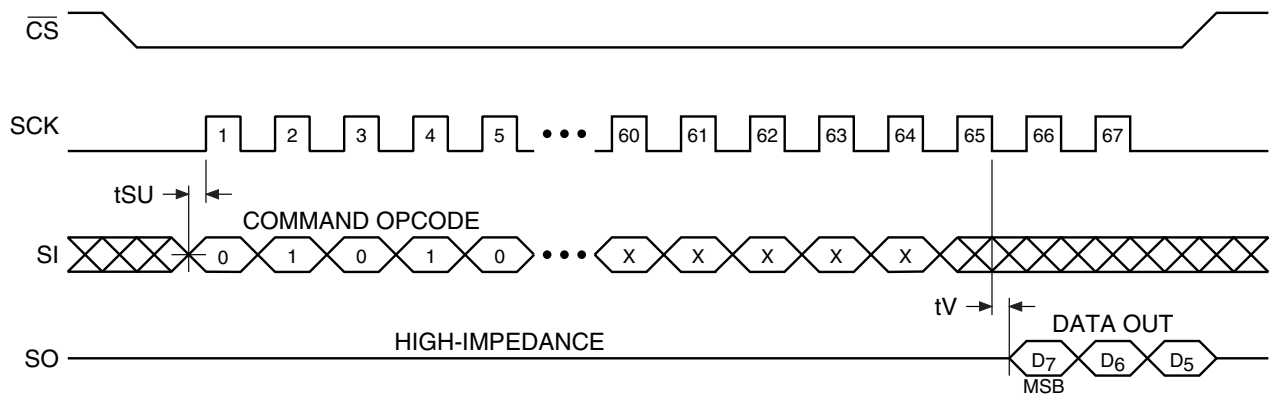 CS
SCK 1 2 3 4 5 ••• 60 61 62 63 64 65 66 67
tSU
COMMAND OPCODE
SI 0 1 0 1 0 ••• X X X X X
tV DATA OUT
HIGH-IMPEDANCE
SO D7 D6 D5
MSB